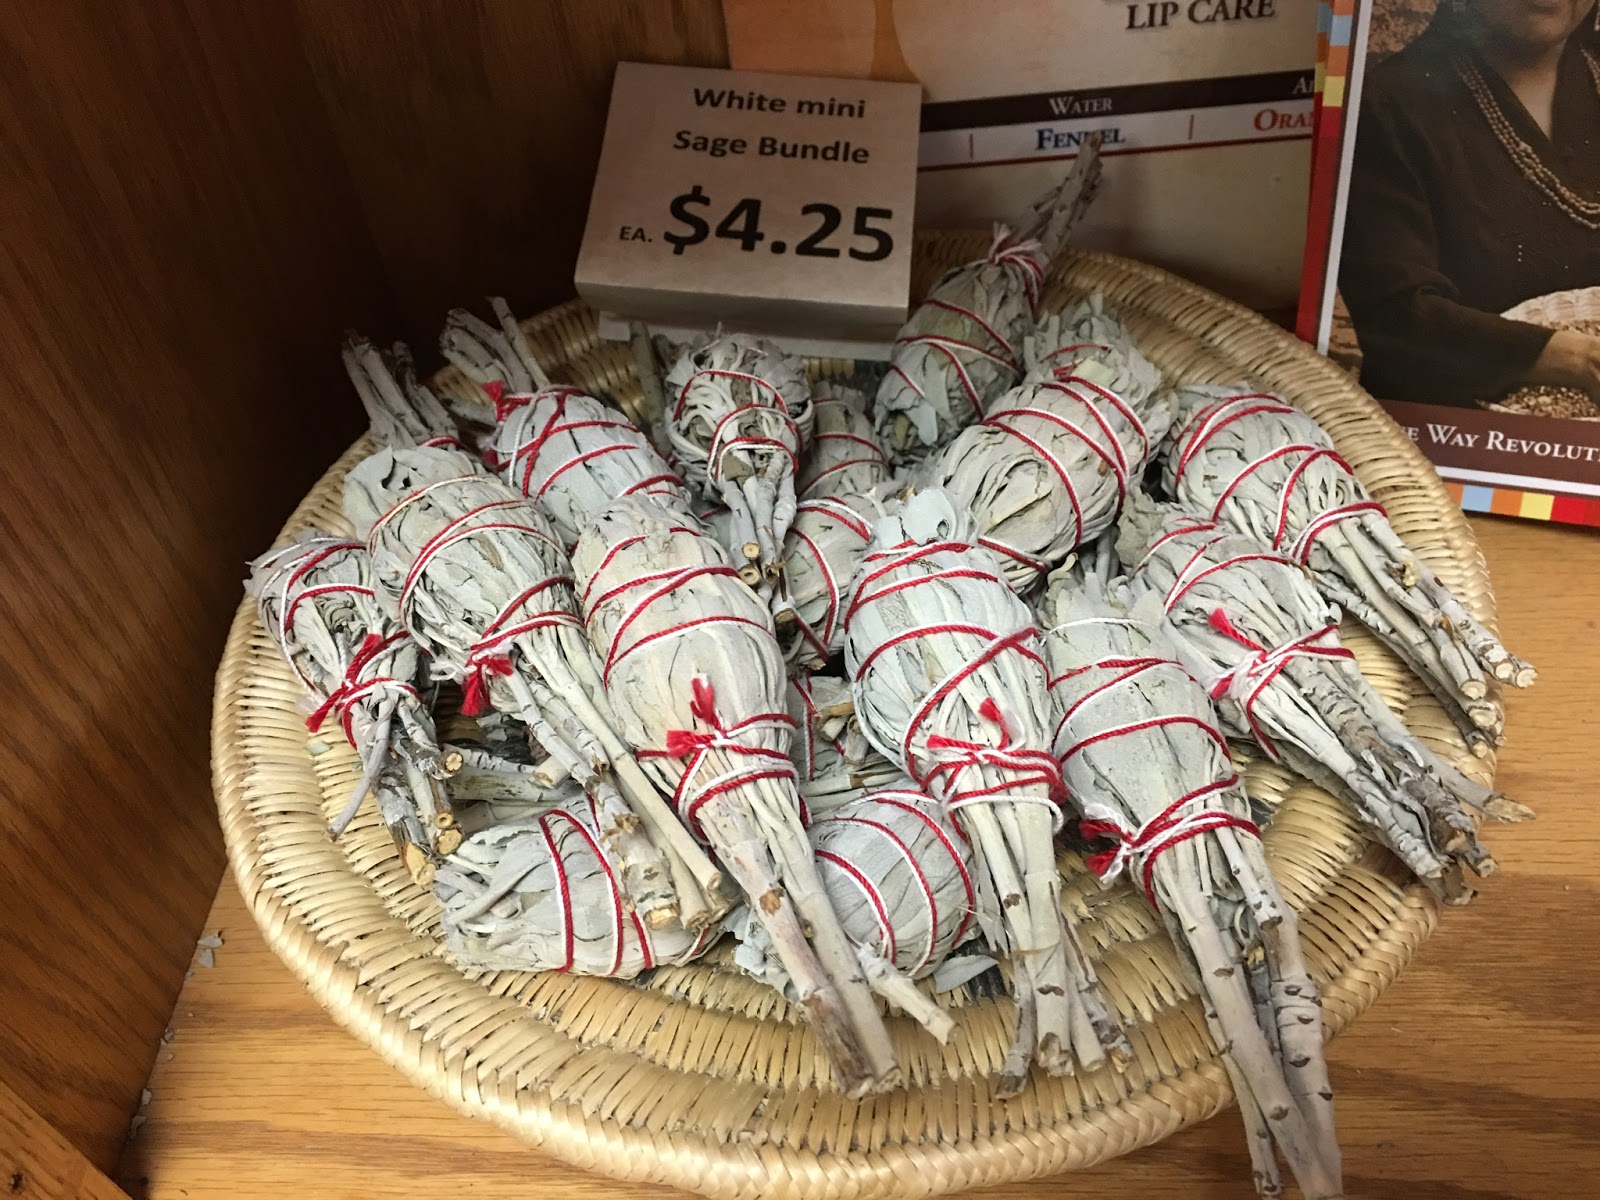 White mini
Sage Bundle
EA. $4.25
LIP CARE
WATER
FENNEL
WAY REVOLUT